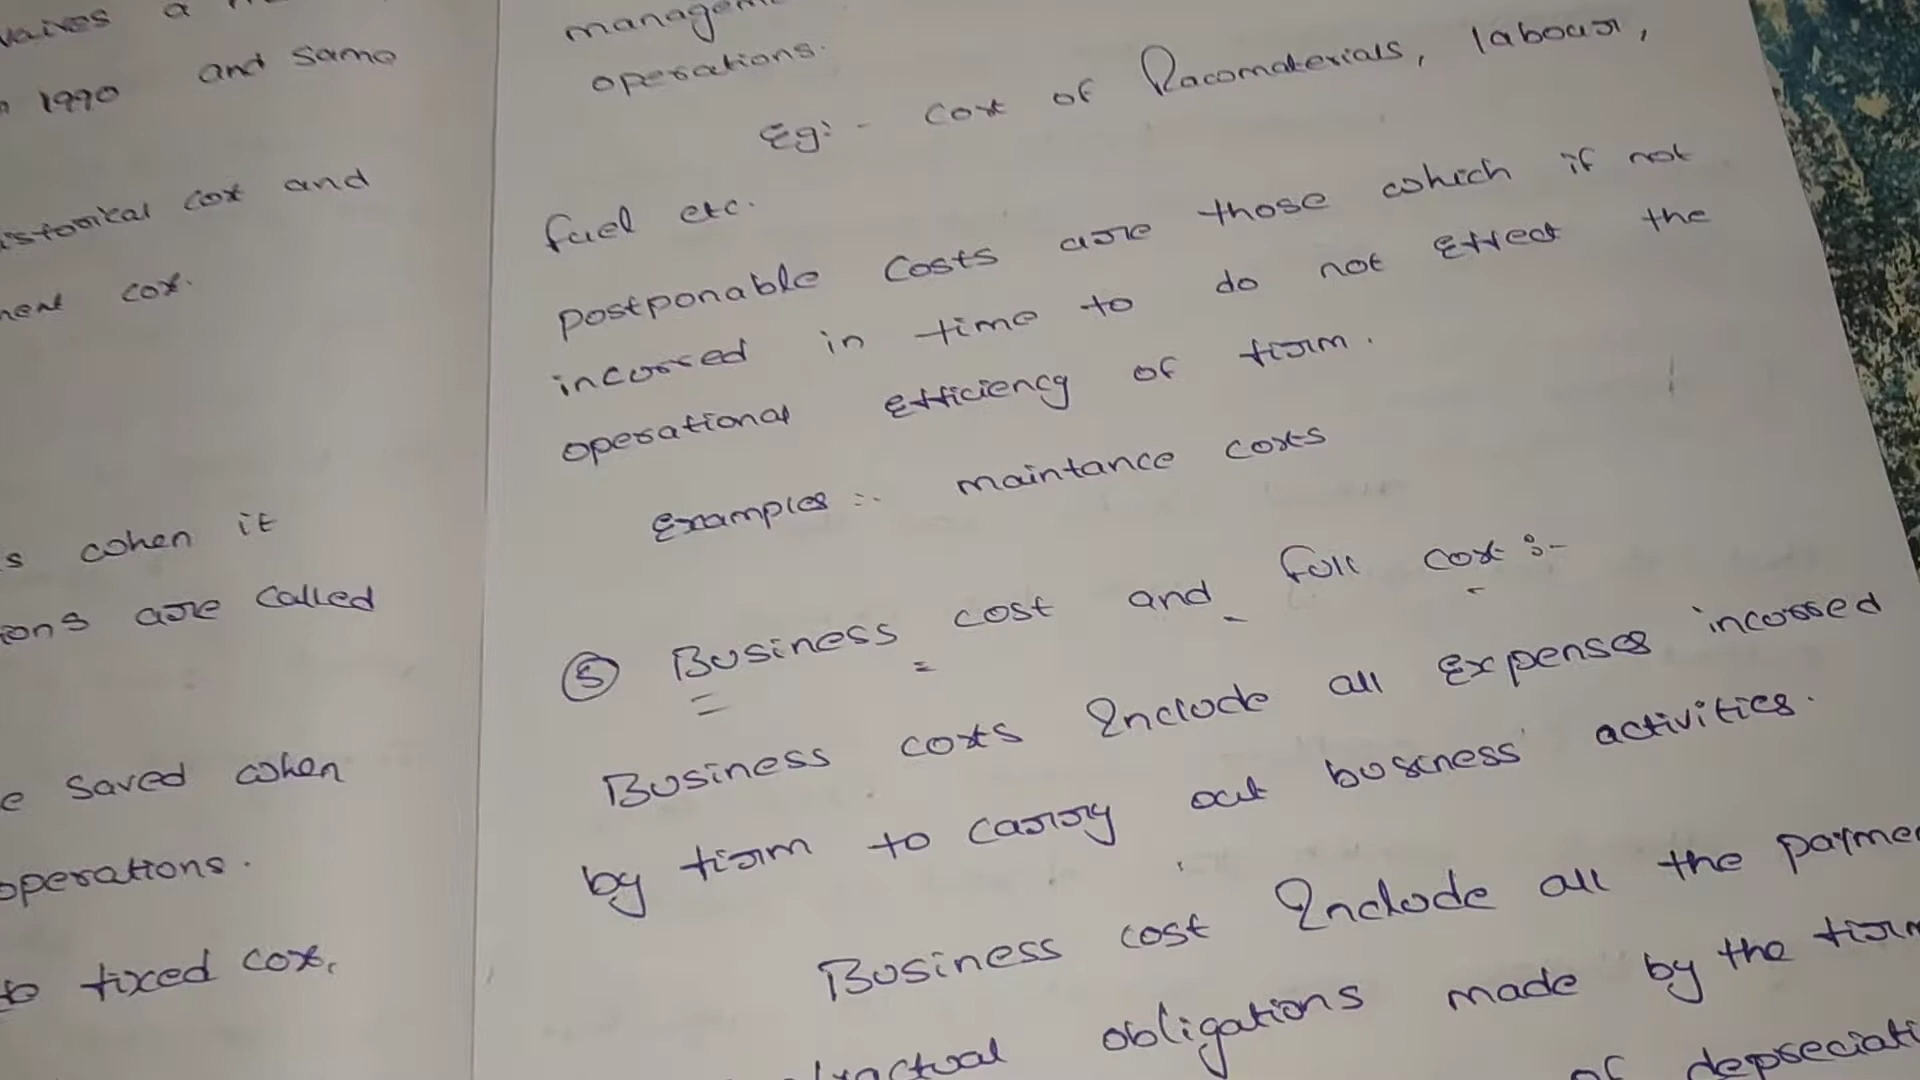 a
1990 and same
cost and
cost.
s when it
are called
e saved when
operations.
to fixed cost,
operations.
Eg:- cost of Rawmaterials, labour,
fuel etc.
postponable costs are those which if not
incurred in time to do not effect the
operational efficiency of firm.
Examples :- maintance costs
⑤ Business cost and full cost :-
Business costs Include all expenses incurred
by firm to carry out business activities.
Business cost Include all the
obligations made by the firm
of